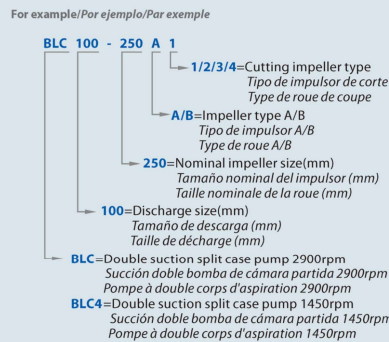 For example/Por ejemplo/Par exemple
BLC 100 - 250 A 1
1/2/3/4=Cutting impeller type
Tipo de impulsor de corte
Type de roue de coupe
A/B=Impeller type A/B
Tipo de impulsor A/B
Type de roue A/B
250=Nominal impeller size(mm)
Tamaño nominal del impulsor (mm)
Taille nominale de la roue (mm)
100=Discharge size(mm)
Tamaño de descarga (mm)
Taille de décharge (mm)
BLC=Double suction split case pump 2900rpm
Succión doble bomba de cámara partida 2900rpm
Pompe à double corps d'aspiration 2900rpm
BLC4=Double suction split case pump 1450rpm
Succión doble bomba de cámara partida 1450rpm
Pompe à double corps d'aspiration 1450rpm